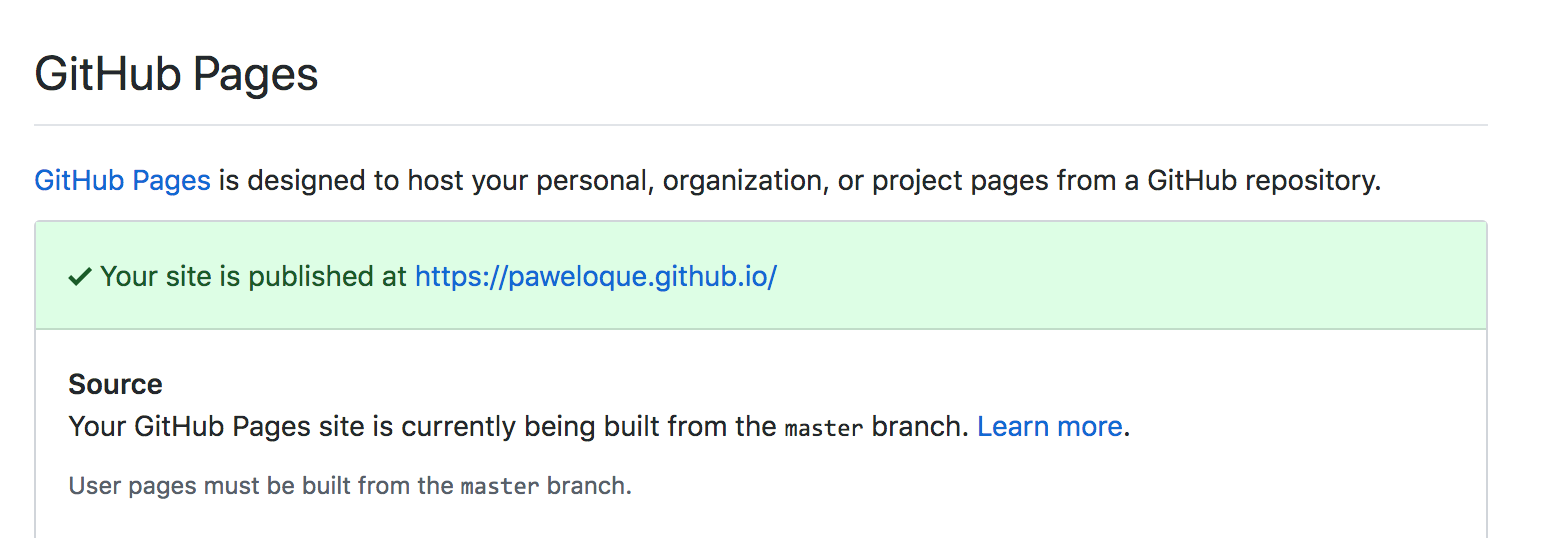 GitHub Pages
GitHub Pages is designed to host your personal, organization, or project pages from a GitHub repository.
✓ Your site is published at https://paweloque.github.io/
Source
Your GitHub Pages site is currently being built from the master branch. Learn more.
User pages must be built from the master branch.